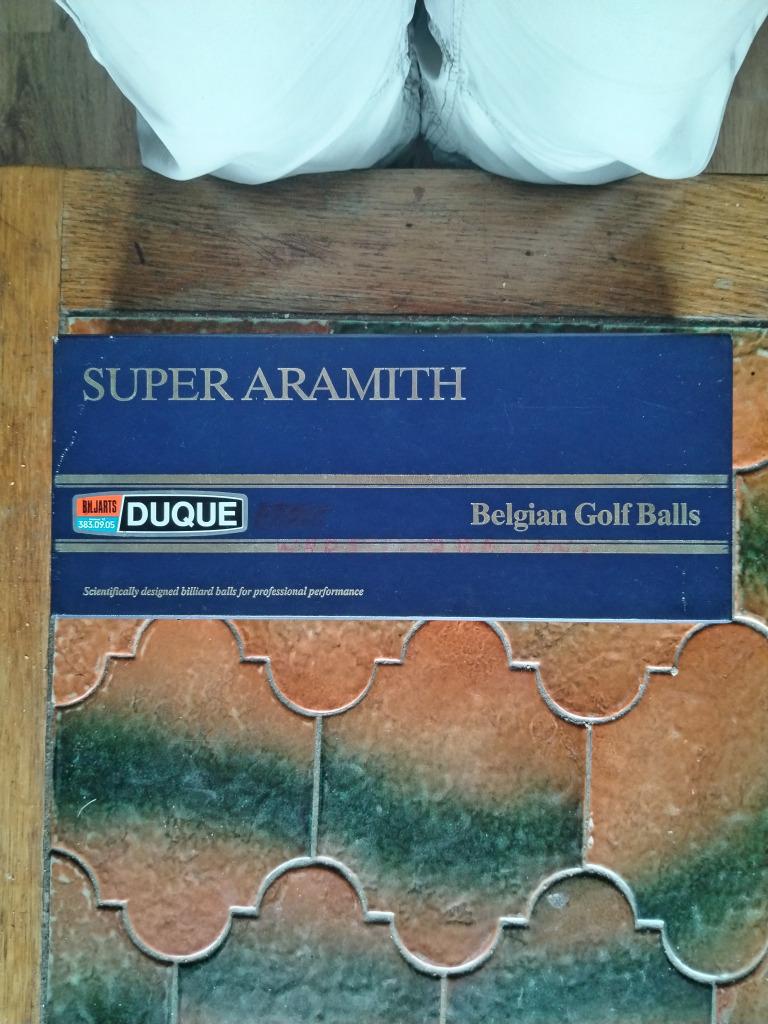 SUPER ARAMITH
BILJARTS
383.09.05
DUQUE
Belgian Golf Balls
Scientifically designed billiard balls for professional performance